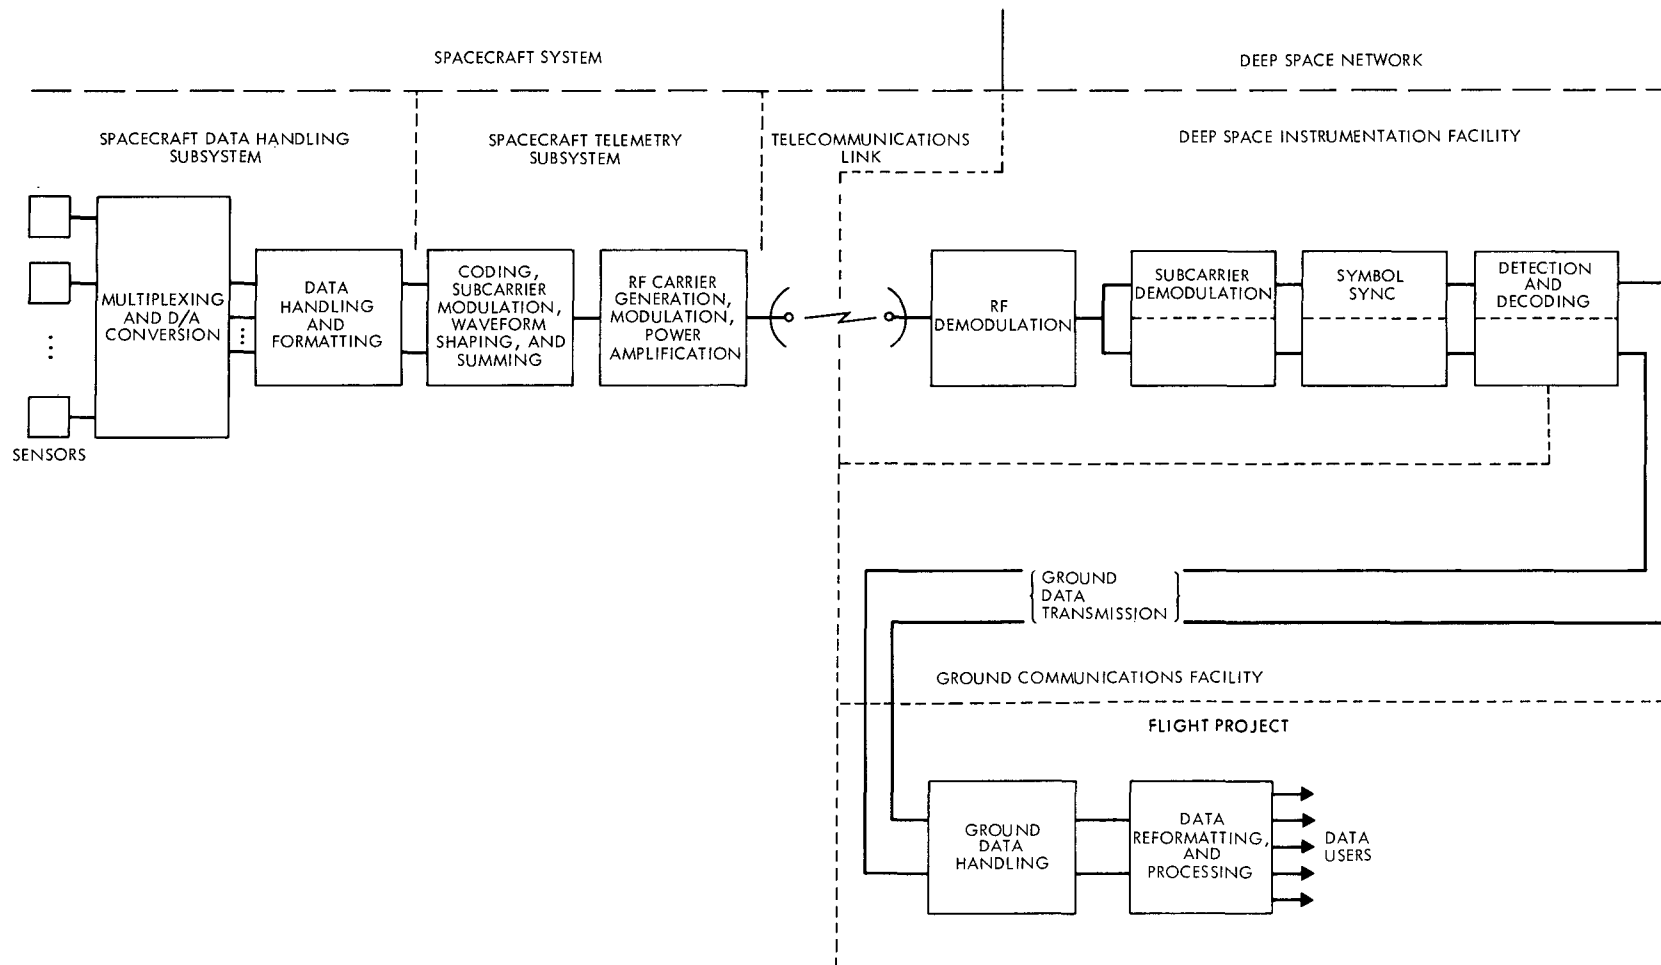 SPACECRAFT SYSTEM
DEEP SPACE NETWORK
SPACECRAFT DATA HANDLING
SUBSYSTEM
SPACECRAFT TELEMETRY
SUBSYSTEM
TELECOMMUNICATIONS
LINK
DEEP SPACE INSTRUMENTATION FACILITY
SENSORS
MULTIPLEXING
AND D/A
CONVERSION
DATA
HANDLING
AND
FORMATTING
CODING,
SUBCARRIER
MODULATION,
WAVEFORM
SHAPING, AND
SUMMING
RF CARRIER
GENERATION,
MODULATION,
POWER
AMPLIFICATION
RF
DEMODULATION
SUBCARRIER
DEMODULATION
SYMBOL
SYNC
DETECTION
AND
DECODING
GROUND
DATA
TRANSMISSION
GROUND COMMUNICATIONS FACILITY
FLIGHT PROJECT
GROUND
DATA
HANDLING
DATA
REFORMATTING,
AND
PROCESSING
DATA
USERS